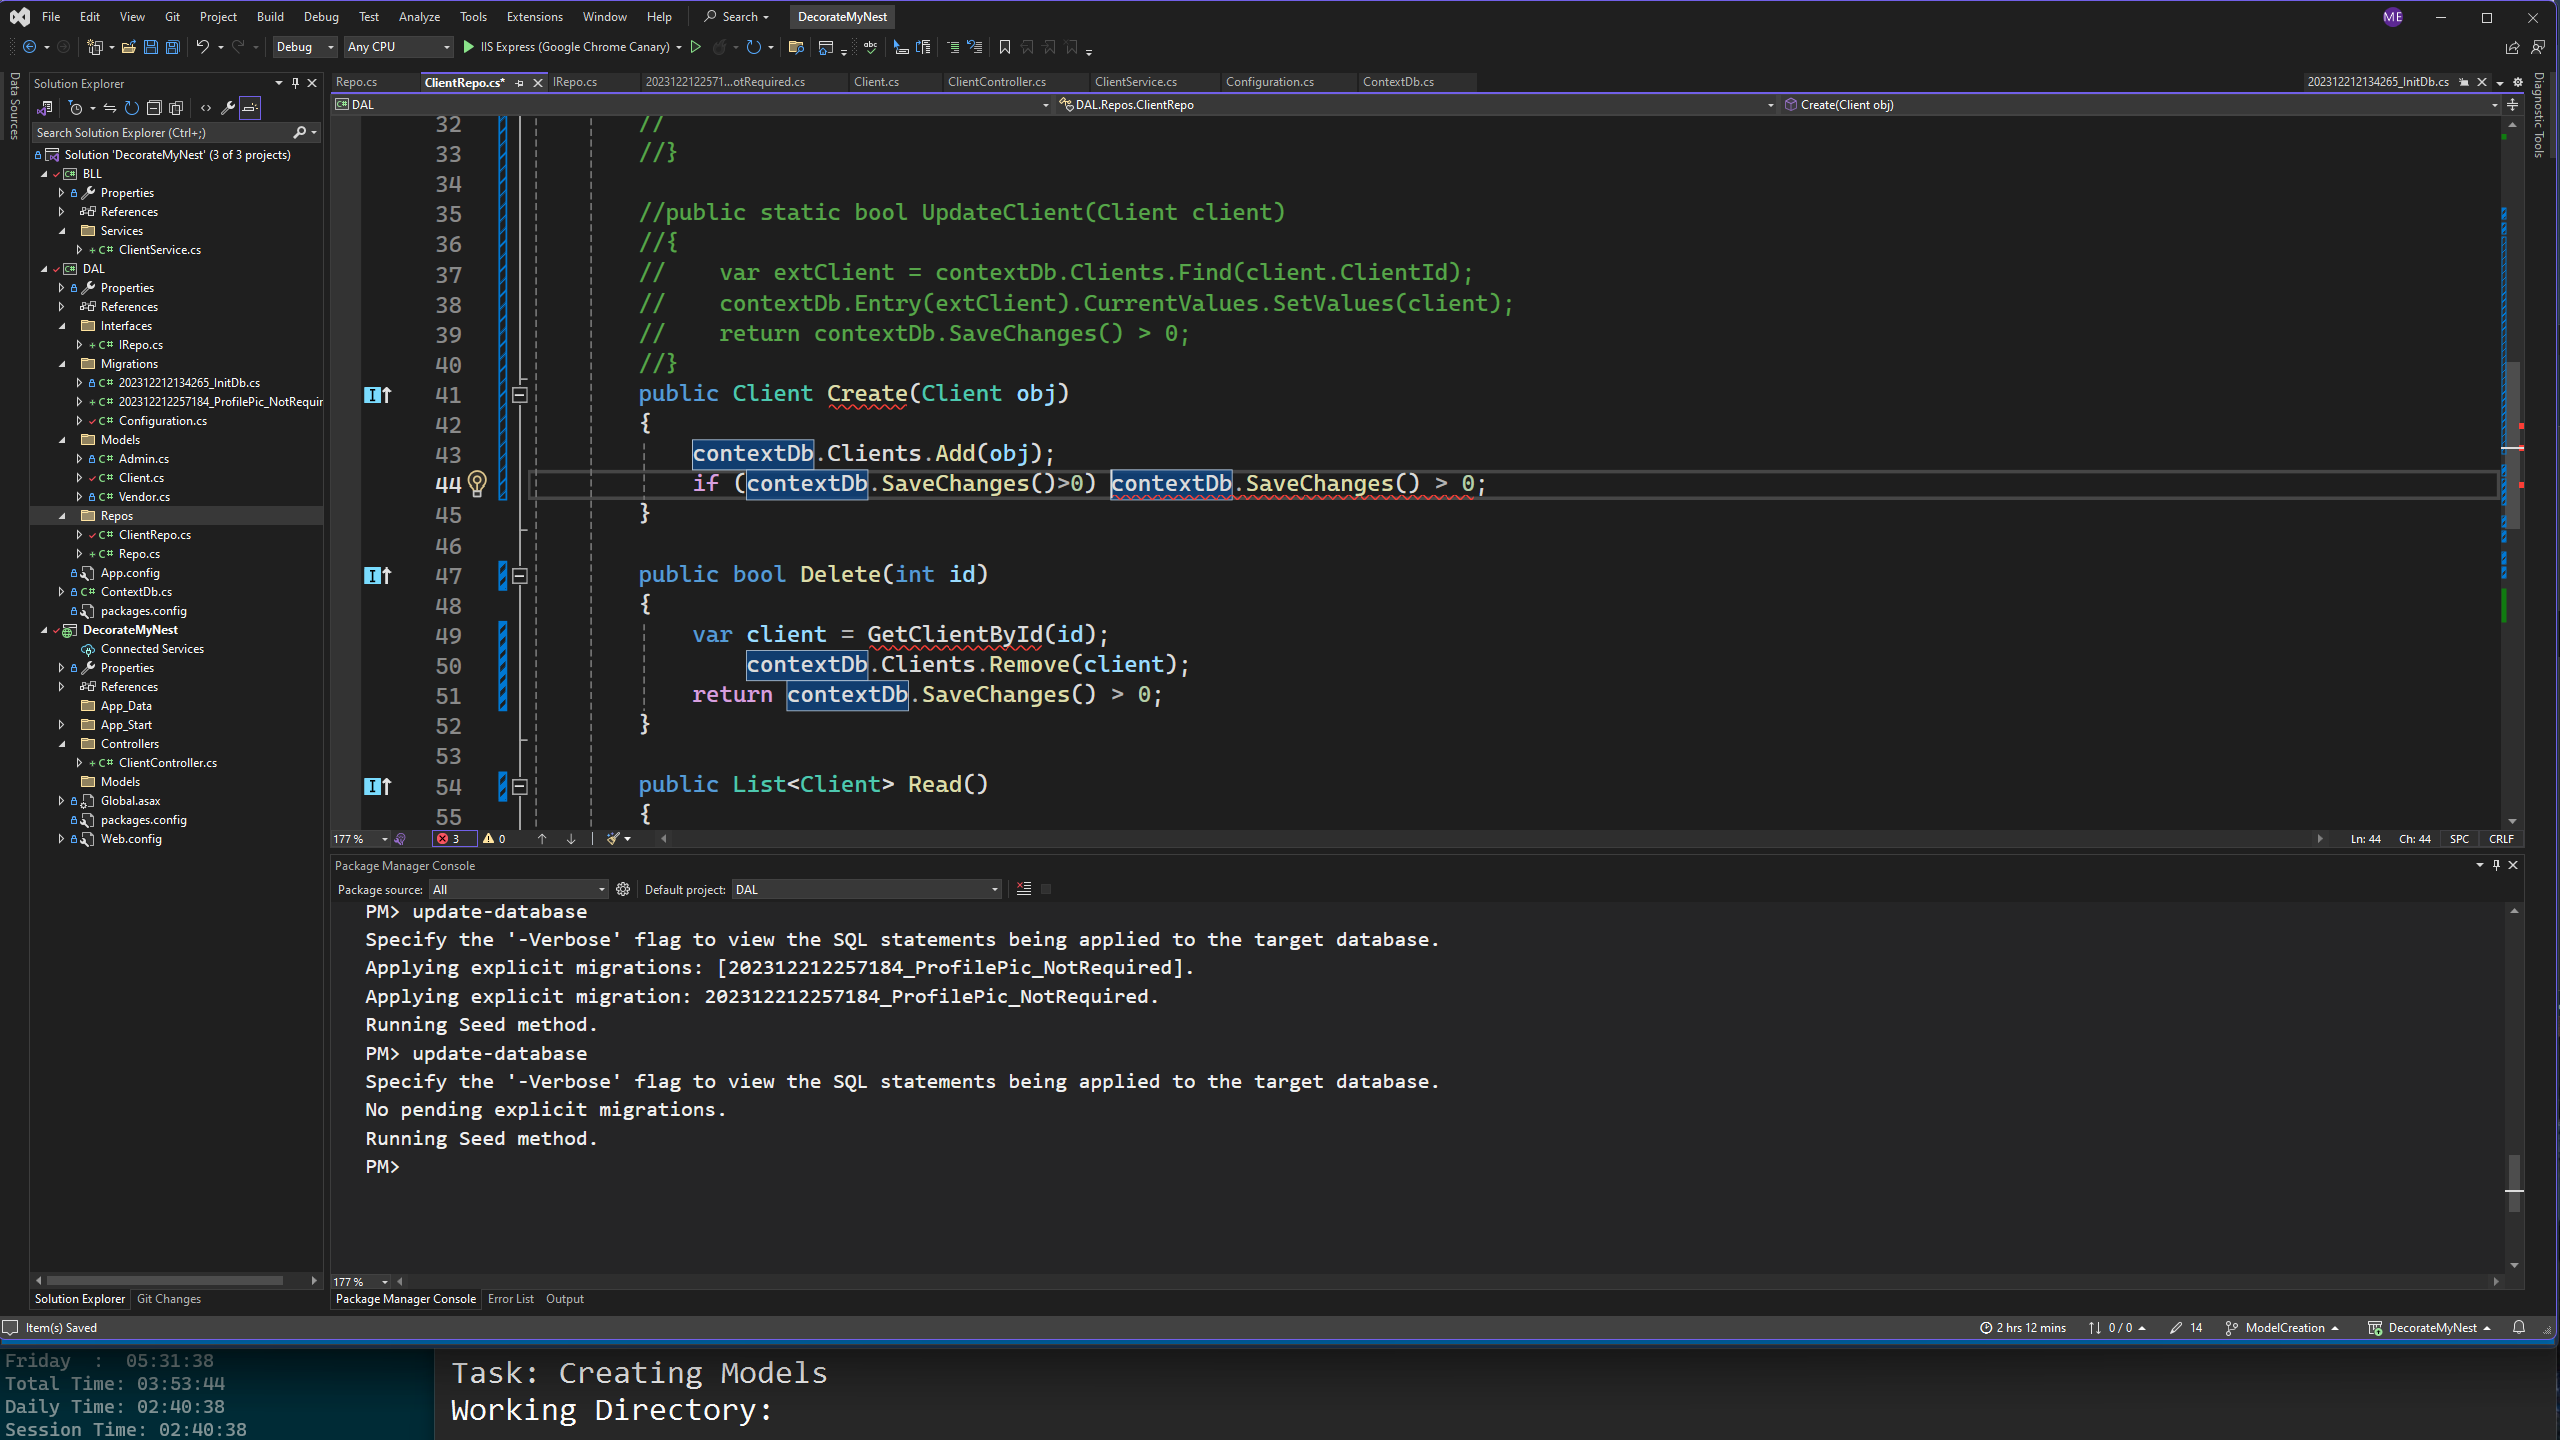 File Edit View Git Project Build Debug Test Analyze Tools Extensions Window Help Search DecorateMyNest ME
Debug Any CPU IIS Express (Google Chrome Canary)
Data Sources
Solution Explorer
Search Solution Explorer (Ctrl+;)
Solution 'DecorateMyNest' (3 of 3 projects)
BLL
Properties
References
Services
ClientService.cs
DAL
Properties
References
Interfaces
IRepo.cs
Migrations
202312212134265_InitDb.cs
202312212257184_ProfilePic_NotRequir
Configuration.cs
Models
Admin.cs
Client.cs
Vendor.cs
Repos
ClientRepo.cs
Repo.cs
App.config
ContextDb.cs
packages.config
DecorateMyNest
Connected Services
Properties
References
App_Data
App_Start
Controllers
ClientController.cs
Models
Global.asax
packages.config
Web.config
Solution Explorer Git Changes
Repo.cs ClientRepo.cs* IRepo.cs 2023122122571...otRequired.cs Client.cs ClientController.cs ClientService.cs Configuration.cs ContextDb.cs 202312212134265_InitDb.cs
DAL DAL.Repos.ClientRepo Create(Client obj)
Diagnostic Tools
32 //
33 //}
34
35 //public static bool UpdateClient(Client client)
36 //{
37 //    var extClient = contextDb.Clients.Find(client.ClientId);
38 //    contextDb.Entry(extClient).CurrentValues.SetValues(client);
39 //    return contextDb.SaveChanges() > 0;
40 //}
41 public Client Create(Client obj)
42 {
43 contextDb.Clients.Add(obj);
44 if (contextDb.SaveChanges()>0) contextDb.SaveChanges() > 0;
45 }
46
47 public bool Delete(int id)
48 {
49 var client = GetClientById(id);
50 contextDb.Clients.Remove(client);
51 return contextDb.SaveChanges() > 0;
52 }
53
54 public List<Client> Read()
55 {
177 % 3 0 Ln: 44 Ch: 44 SPC CRLF
Package Manager Console
Package source: All Default project: DAL
PM> update-database
Specify the '-Verbose' flag to view the SQL statements being applied to the target database.
Applying explicit migrations: [202312212257184_ProfilePic_NotRequired].
Applying explicit migration: 202312212257184_ProfilePic_NotRequired.
Running Seed method.
PM> update-database
Specify the '-Verbose' flag to view the SQL statements being applied to the target database.
No pending explicit migrations.
Running Seed method.
PM>
177 %
Package Manager Console Error List Output
Item(s) Saved 2 hrs 12 mins 0 / 0 14 ModelCreation DecorateMyNest
Friday  :  05:31:38
Total Time: 03:53:44
Daily Time: 02:40:38
Session Time: 02:40:38
Task: Creating Models
Working Directory: